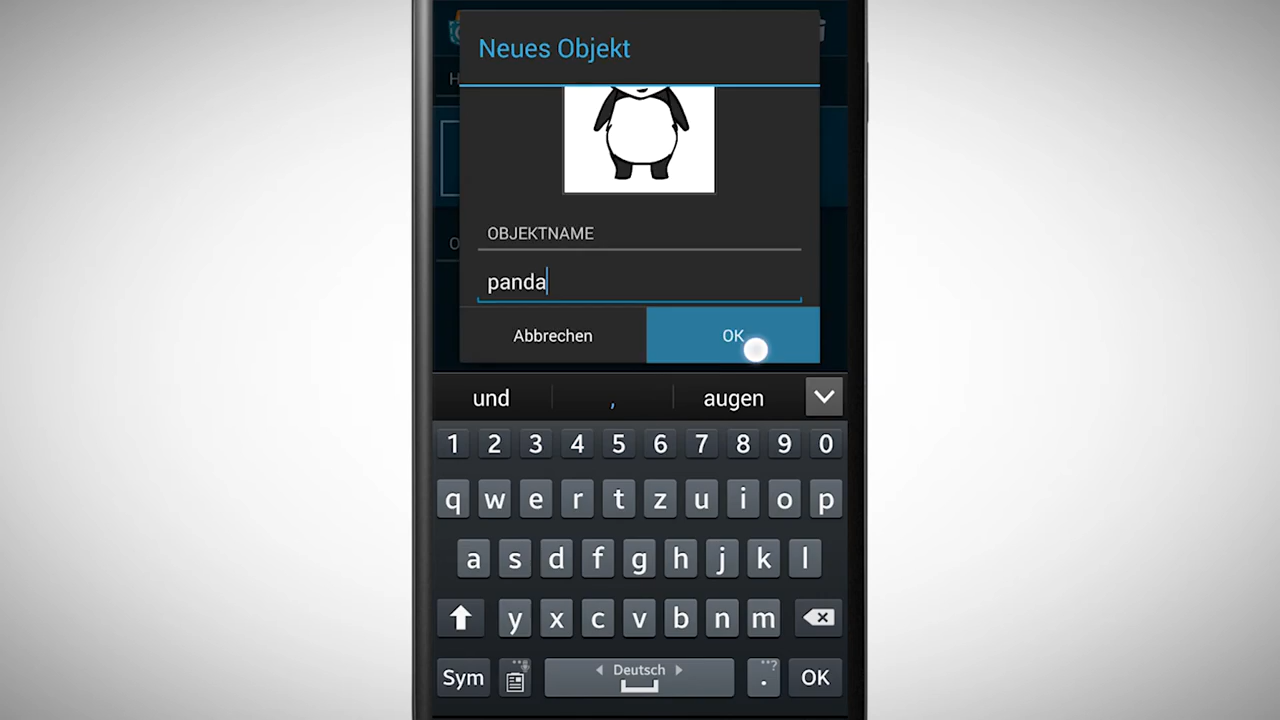 Neues Objekt
OBJEKTNAME
panda
Abbrechen OK
und , augen
1 2 3 4 5 6 7 8 9 0
q w e r t z u i o p
a s d f g h j k l
y x c v b n m
Sym Deutsch . OK